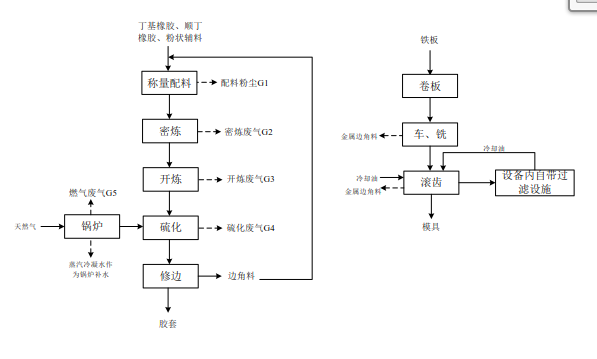 丁基橡胶、顺丁
橡胶、粉状辅料
称量配料
配料粉尘G1
密炼
密炼废气G2
开炼
开炼废气G3
燃气废气G5
天然气
锅炉
硫化
硫化废气G4
蒸汽冷凝水作
为锅炉补水
修边
边角料
胶套
铁板
卷板
金属边角料
车、铣
冷却油
冷却油
金属边角料
滚齿
设备内自带过
滤设施
模具